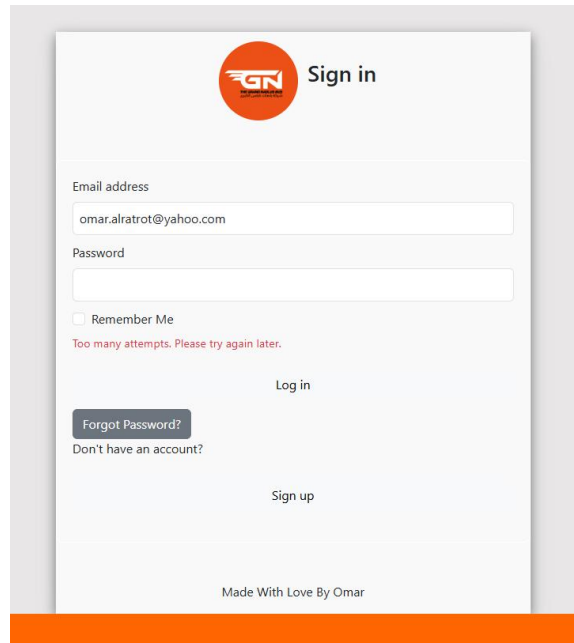 GN
Sign in
Email address
omar.alratrot@yahoo.com
Password
Remember Me
Too many attempts. Please try again later.
Log in
Forgot Password?
Don't have an account?
Sign up
Made With Love By Omar